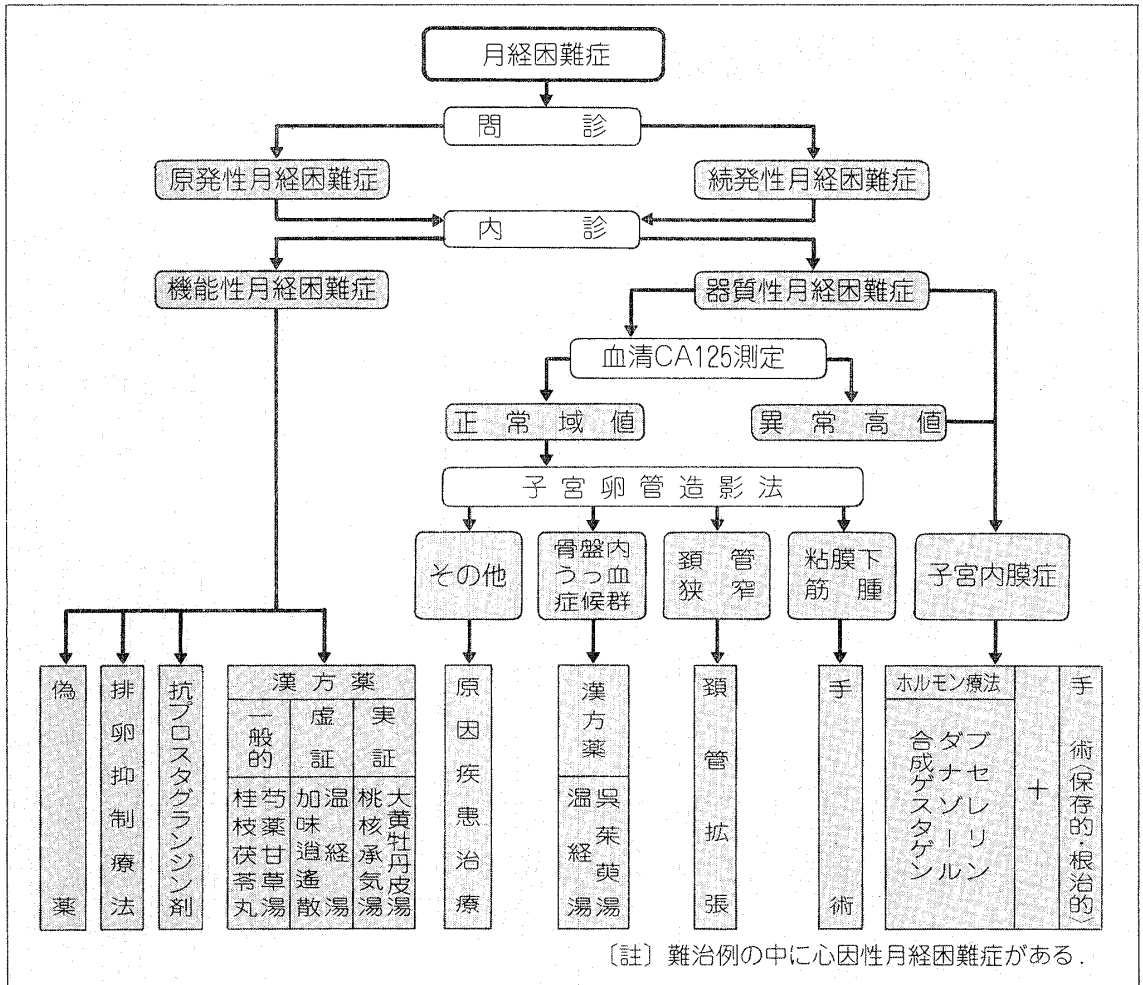 月経困難症
問診
原発性月経困難症
続発性月経困難症
内診
機能性月経困難症
器質性月経困難症
血清CA125測定
正常域値
異常高値
子宮卵管造影法
その他
骨盤内
うっ血
症候群
頚管
狭窄
粘膜下
筋腫
子宮内膜症
偽薬
排卵抑制療法
抗プロスタグランジン剤
漢方薬
一般的
虚証
実証
芍薬甘草湯
桂枝茯苓丸
温経湯
加味逍遙散
大黄牡丹皮湯
桃核承気湯
原因疾患治療
漢方薬
呉茱萸湯
温経湯
頚管拡張
手術
ホルモン療法
ブセレリン
ダナゾール
合成ゲスタゲン
＋
手術(保存的・根治的)
〔註〕難治例の中に心因性月経困難症がある.